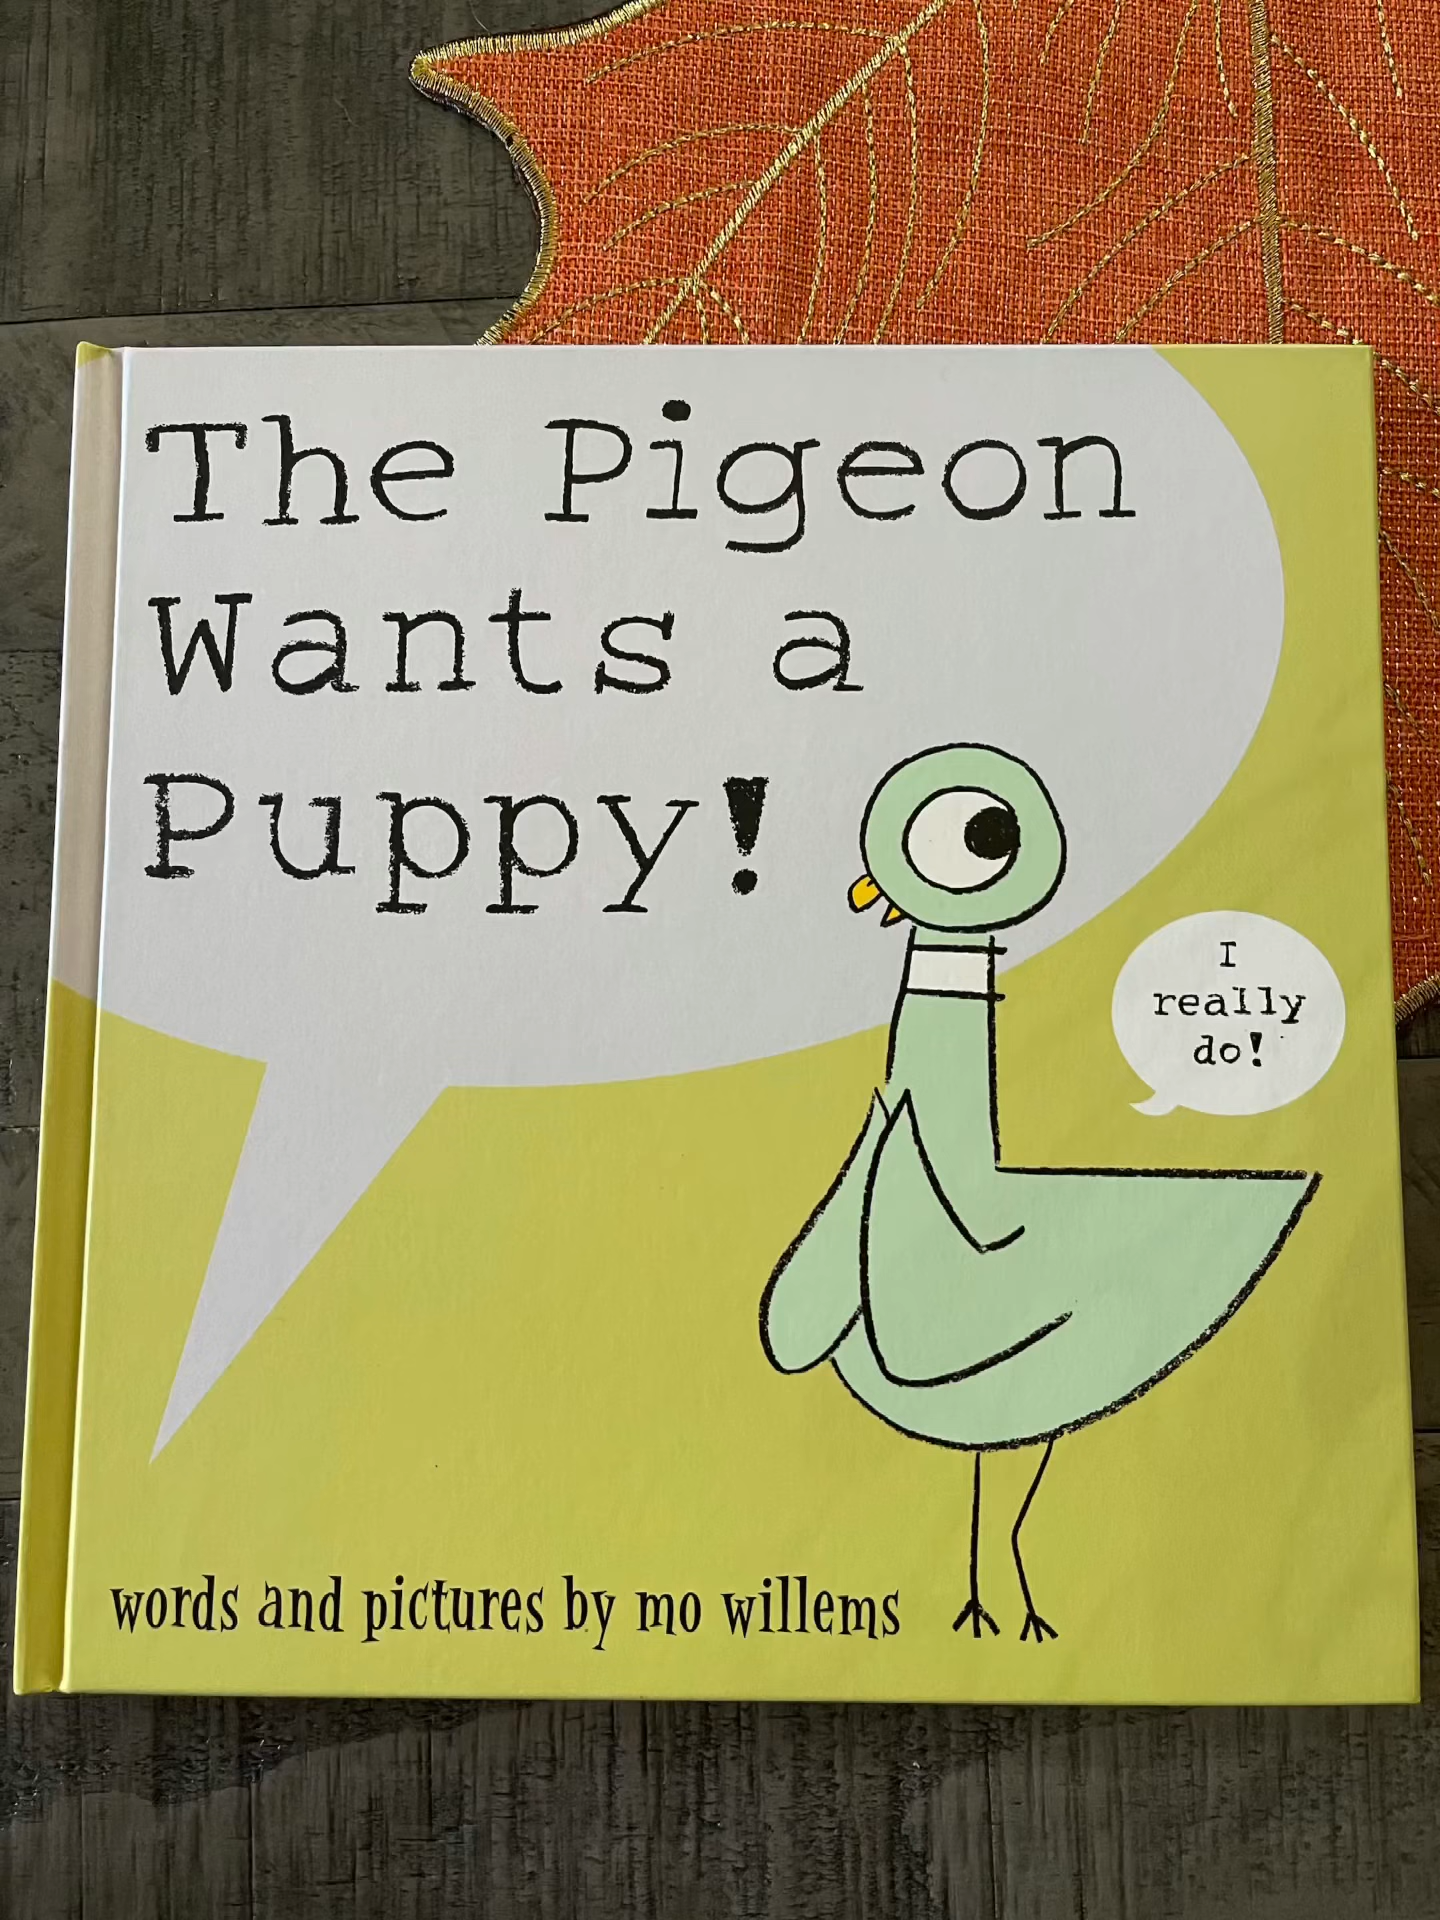 The Pigeon
Wants a
Puppy!
I
really
do!
words and pictures by mo willems